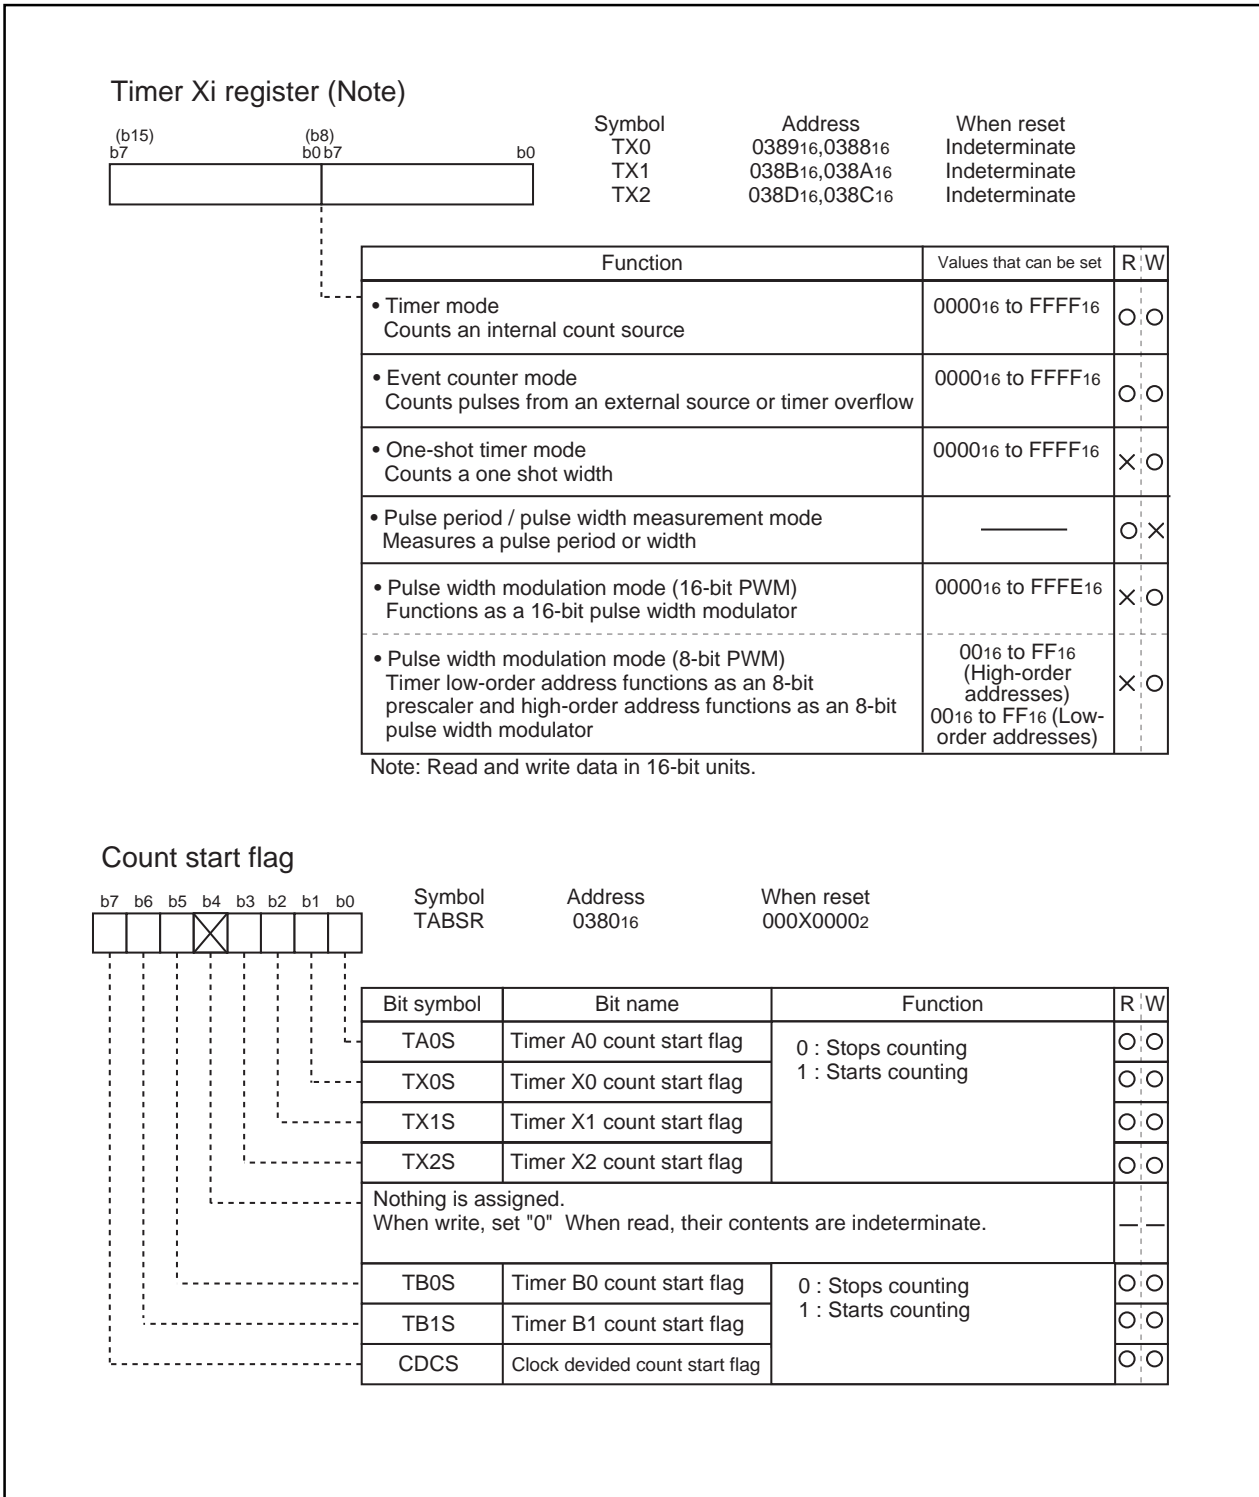 Timer Xi register (Note)
(b15) (b8)
b7 b0 b7 b0
Symbol Address When reset
TX0 038916,038816 Indeterminate
TX1 038B16,038A16 Indeterminate
TX2 038D16,038C16 Indeterminate
Function Values that can be set R W
• Timer mode 000016 to FFFF16
Counts an internal count source
• Event counter mode 000016 to FFFF16
Counts pulses from an external source or timer overflow
• One-shot timer mode 000016 to FFFF16
Counts a one shot width
• Pulse period / pulse width measurement mode
Measures a pulse period or width
• Pulse width modulation mode (16-bit PWM) 000016 to FFFE16
Functions as a 16-bit pulse width modulator
• Pulse width modulation mode (8-bit PWM)
Timer low-order address functions as an 8-bit
prescaler and high-order address functions as an 8-bit
pulse width modulator
0016 to FF16
(High-order
addresses)
0016 to FF16 (Low-
order addresses)
Note: Read and write data in 16-bit units.
Count start flag
b7 b6 b5 b4 b3 b2 b1 b0
Symbol Address When reset
TABSR 038016 000X00002
Bit symbol Bit name Function R W
TA0S Timer A0 count start flag 0 : Stops counting
1 : Starts counting
TX0S Timer X0 count start flag
TX1S Timer X1 count start flag
TX2S Timer X2 count start flag
Nothing is assigned.
When write, set "0" When read, their contents are indeterminate.
TB0S Timer B0 count start flag 0 : Stops counting
1 : Starts counting
TB1S Timer B1 count start flag
CDCS Clock devided count start flag